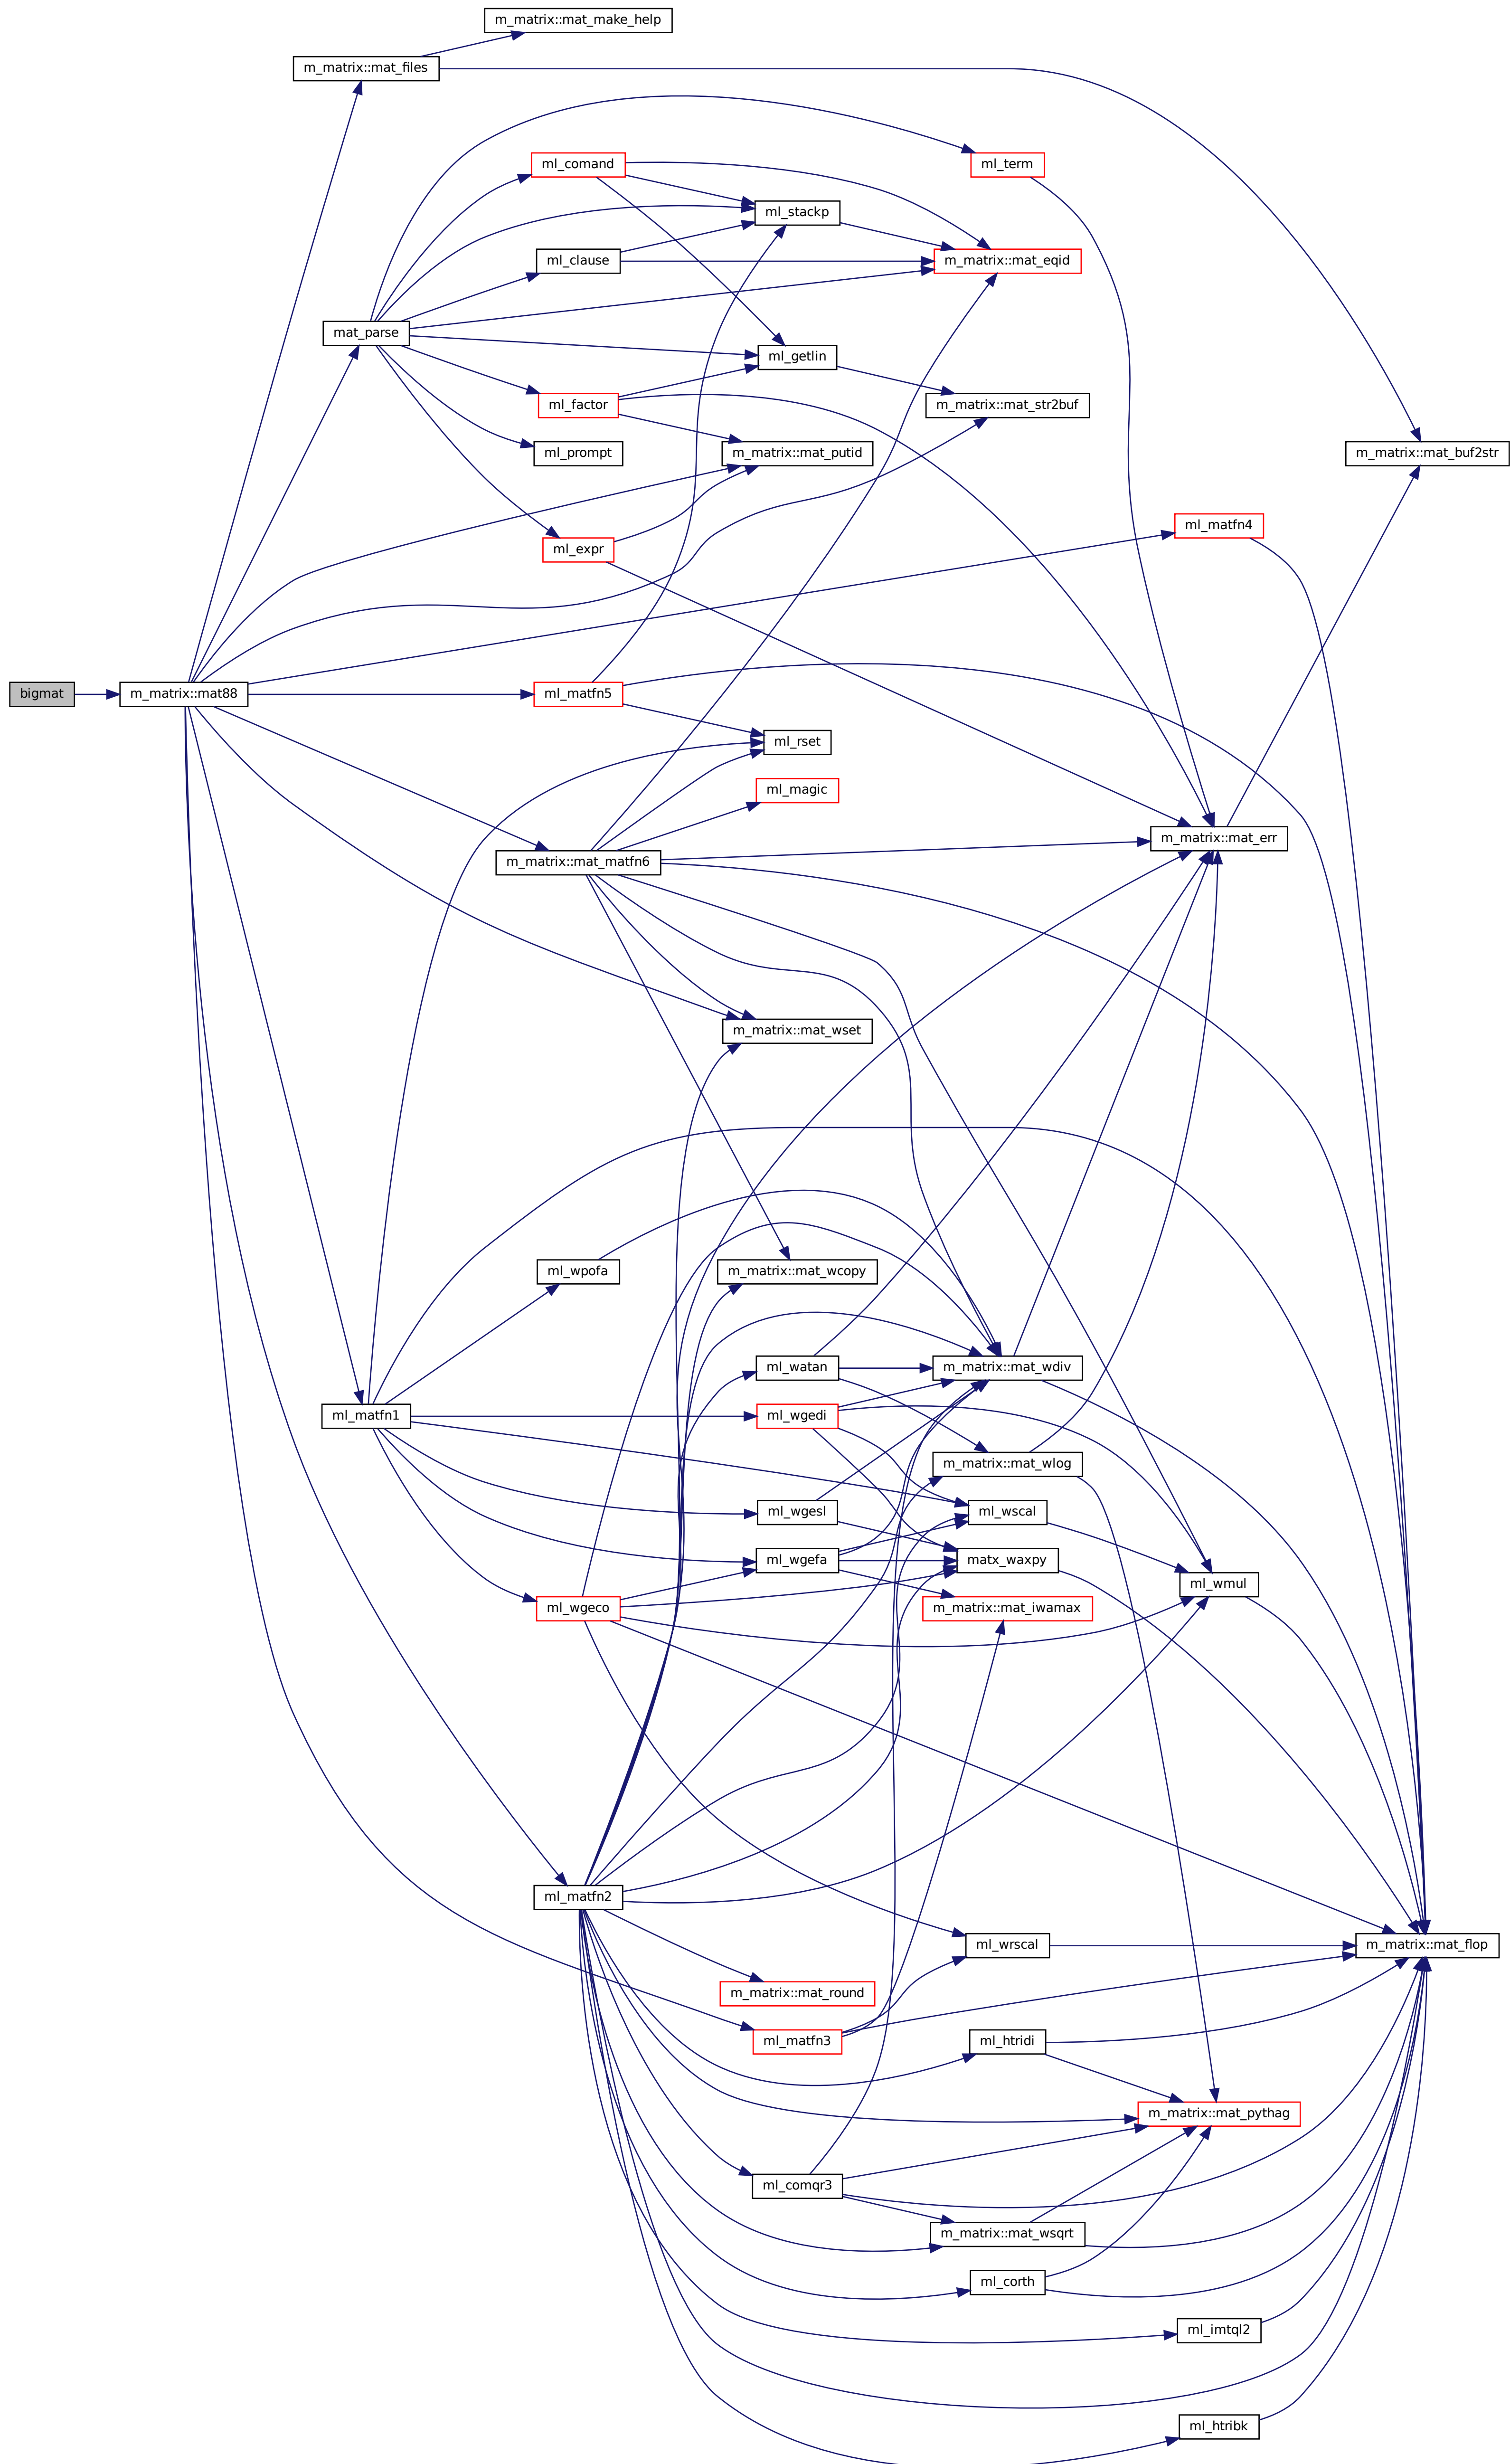 m_matrix::mat_make_help
m_matrix::mat_files
ml_comand
ml_term
ml_stackp
ml_clause
m_matrix::mat_eqid
mat_parse
ml_getlin
ml_factor
m_matrix::mat_str2buf
ml_prompt
m_matrix::mat_putid
m_matrix::mat_buf2str
ml_matfn4
ml_expr
bigmat
m_matrix::mat88
ml_matfn5
ml_rset
ml_magic
m_matrix::mat_err
m_matrix::mat_matfn6
m_matrix::mat_wset
ml_wpofa
m_matrix::mat_wcopy
ml_watan
m_matrix::mat_wdiv
ml_matfn1
ml_wgedi
m_matrix::mat_wlog
ml_wgesl
ml_wscal
ml_wgefa
matx_waxpy
ml_wmul
ml_wgeco
m_matrix::mat_iwamax
ml_matfn2
ml_wrscal
m_matrix::mat_flop
m_matrix::mat_round
ml_matfn3
ml_htridi
m_matrix::mat_pythag
ml_comqr3
m_matrix::mat_wsqrt
ml_corth
ml_imtql2
ml_htribk